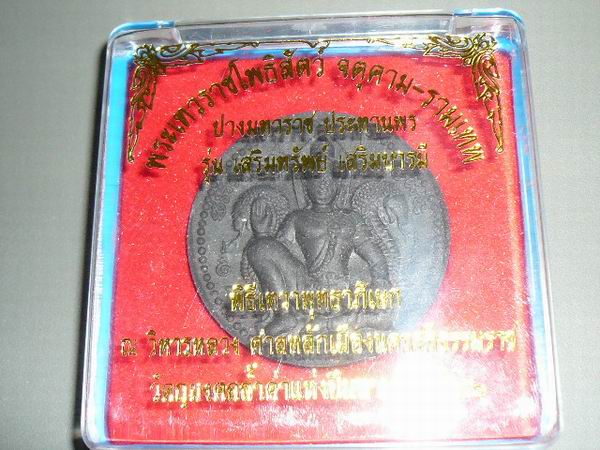 พระเทวราชโพธิสัตว์ จตุคาม-รามเทพ
ปางมหาราช ประทานพร
รุ่น เสริมทรัพย์ เสริมบารมี
พิธีเทวาพุทธาภิเษก
ณ วิหารหลวง ศาลหลักเมืองนครศรีธรรมราช